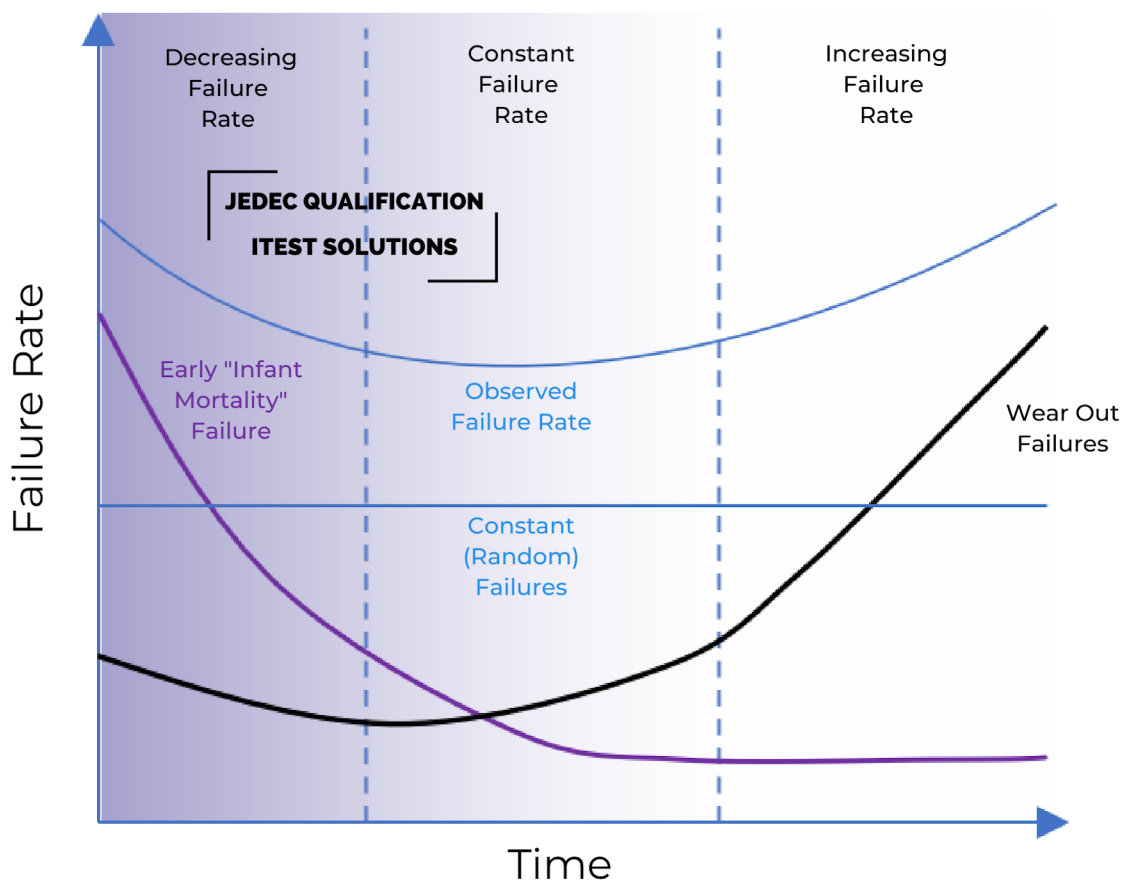 Decreasing
Failure
Rate
Constant
Failure
Rate
Increasing
Failure
Rate
JEDEC QUALIFICATION
ITEST SOLUTIONS
Early "Infant
Mortality"
Failure
Observed
Failure Rate
Wear Out
Failures
Constant
(Random)
Failures
Failure Rate
Time